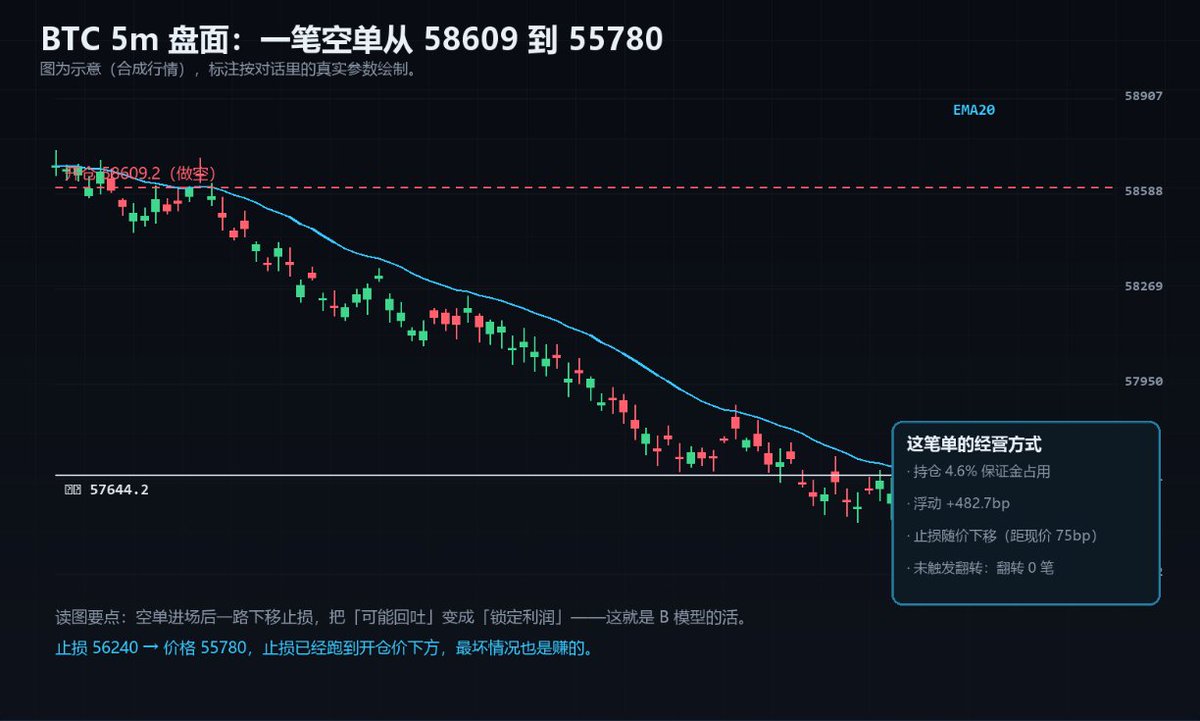 BTC 5m 盘面：一笔空单从 58609 到 55780
图为示意（合成行情），标注按对话里的真实参数绘制。
58907
EMA20
开仓 58609.2（做空）
58588
58269
57950
57644.2
这笔单的经营方式
· 持仓 4.6% 保证金占用
· 浮动 +482.7bp
· 止损随价下移（距现价 75bp）
· 未触发翻转：翻转 0 笔
读图要点：空单进场后一路下移止损，把「可能回吐」变成「锁定利润」——这就是 B 模型的活。
止损 56240 → 价格 55780，止损已经跑到开仓价下方，最坏情况也是赚的。